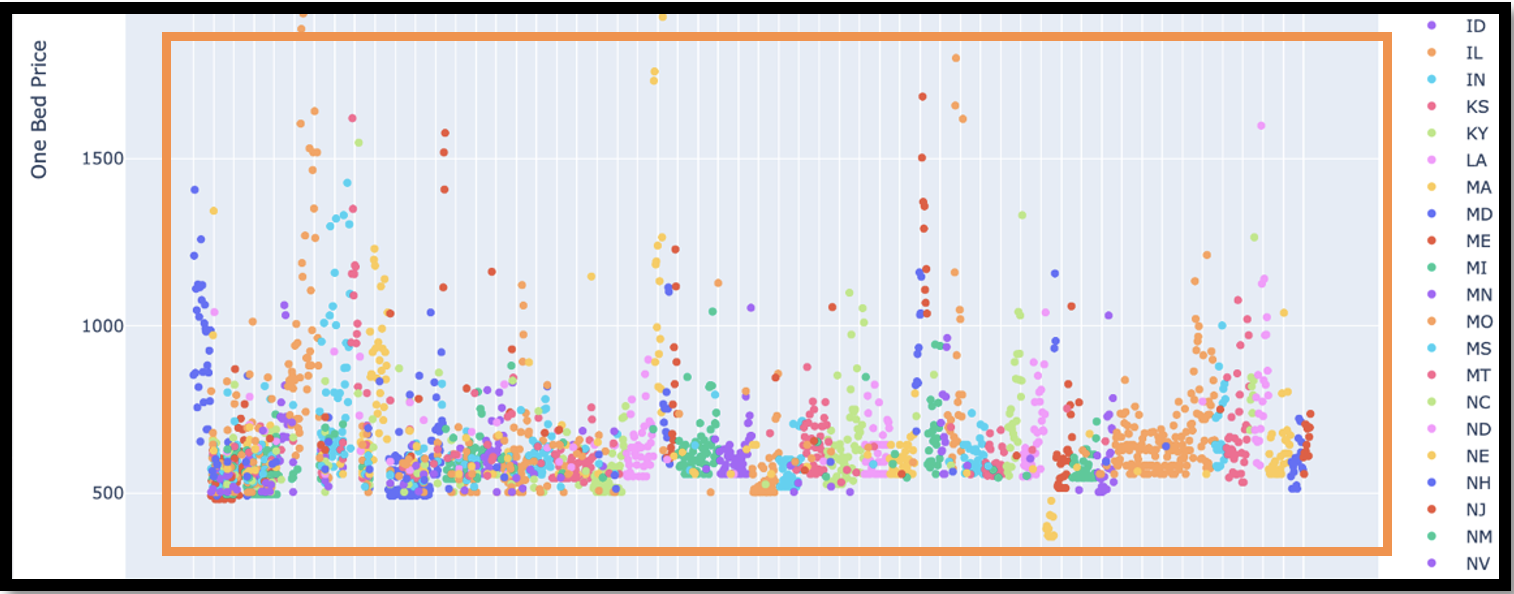 One Bed Price
1500
1000
500
ID
IL
IN
KS
KY
LA
MA
MD
ME
MI
MN
MO
MS
MT
NC
ND
NE
NH
NJ
NM
NV